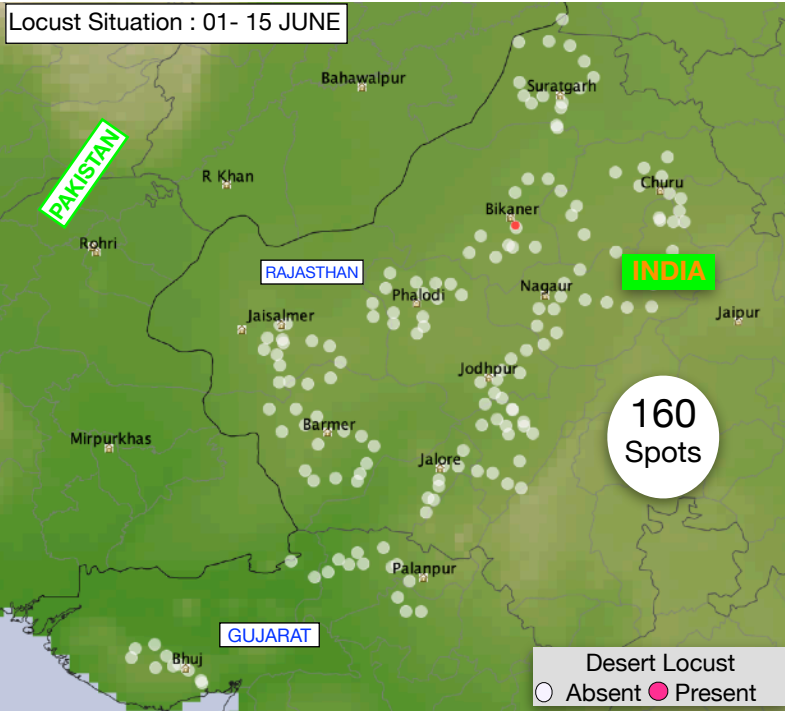 Locust Situation : 01- 15 JUNE
Bahawalpur
Suratgarh
PAKISTAN
R Khan
Churu
Bikaner
Rohri
RAJASTHAN
INDIA
Phalodi
Nagaur
Jaisalmer
Jaipur
Jodhpur
160
Spots
Barmer
Mirpurkhas
Jalore
Palanpur
GUJARAT
Bhuj
Desert Locust
Absent
Present